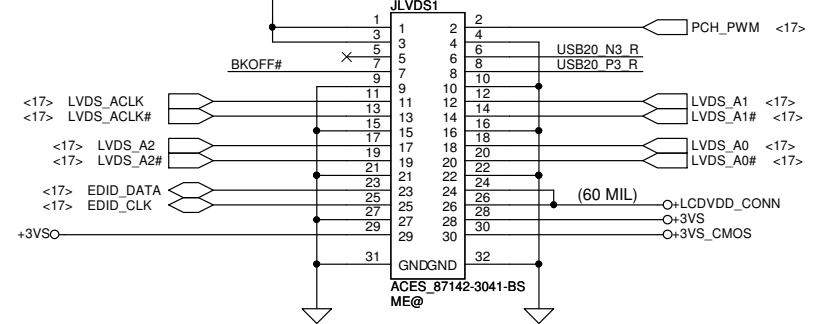 JLVDS1
1 1 2 2 PCH_PWM <17>
3 3 4 4
5 5 6 6 USB20_N3_R
BKOFF# 7 7 8 8 USB20_P3_R
9 9 10 10
<17> LVDS_ACLK 11 11 12 12 LVDS_A1 <17>
<17> LVDS_ACLK# 13 13 14 14 LVDS_A1# <17>
15 15 16 16
<17> LVDS_A2 17 17 18 18 LVDS_A0 <17>
<17> LVDS_A2# 19 19 20 20 LVDS_A0# <17>
21 21 22 22
<17> EDID_DATA 23 23 24 24
<17> EDID_CLK 25 25 26 26 (60 MIL) +LCDVDD_CONN
27 27 28 28 +3VS
+3VS 29 29 30 30 +3VS_CMOS
31 GND GND 32
ACES_87142-3041-BS
ME@